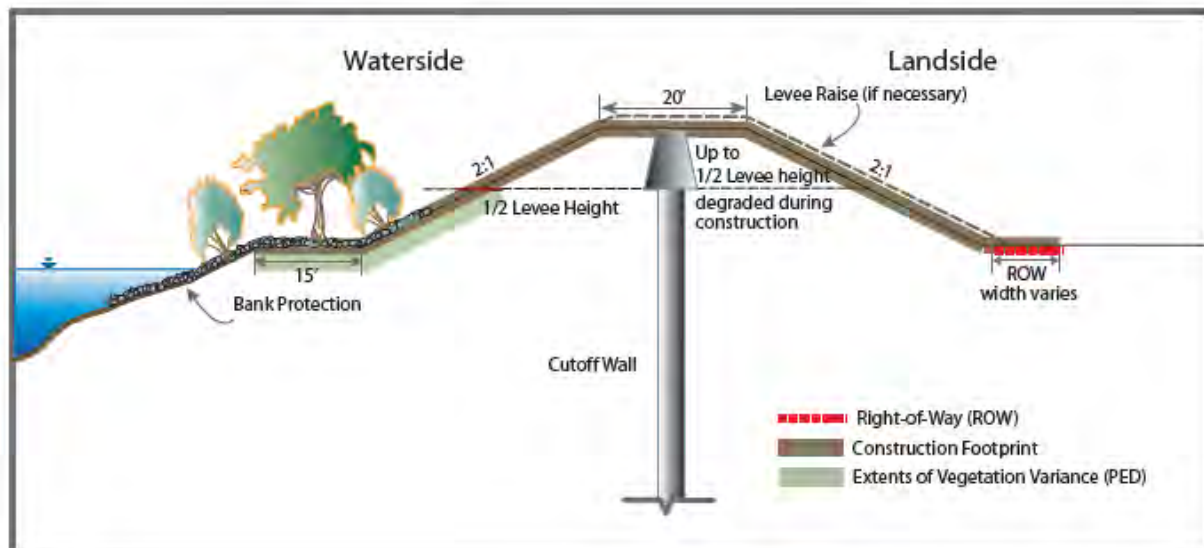 Waterside
Landside
20'
Levee Raise (if necessary)
2:1
Up to
1/2 Levee height
2:1
1/2 Levee Height
degraded during
construction
15'
Bank Protection
ROW
width varies
Cutoff Wall
Right-of-Way (ROW)
Construction Footprint
Extents of Vegetation Variance (PED)